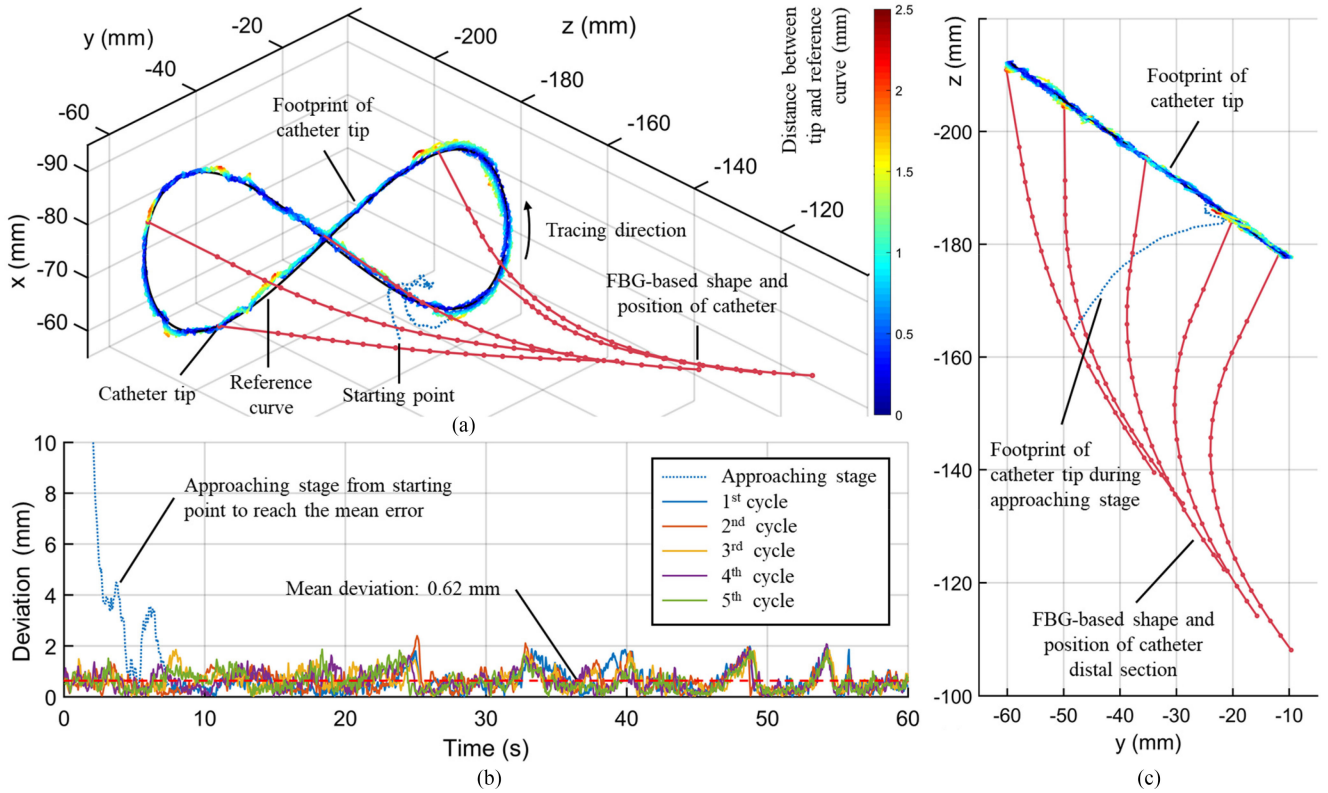 y (mm)
-60
-40
-20
z (mm)
-200
-180
-160
-140
-120
x (mm)
-90
-80
-70
-60
Footprint of
catheter tip
Tracing direction
FBG-based shape and
position of catheter
Catheter tip
Reference
curve
Starting point
Distance between
tip and reference
curve (mm)
2.5
2
1.5
1
0.5
0
(a)
Deviation (mm)
10
8
6
4
2
0
0
10
20
30
40
50
60
Time (s)
Approaching stage from starting
point to reach the mean error
Mean deviation: 0.62 mm
Approaching stage
1st cycle
2nd cycle
3rd cycle
4th cycle
5th cycle
(b)
z (mm)
-200
-180
-160
-140
-120
-100
-60
-50
-40
-30
-20
-10
y (mm)
Footprint of
catheter tip
Footprint of
catheter tip during
approaching stage
FBG-based shape and
position of catheter
distal section
(c)